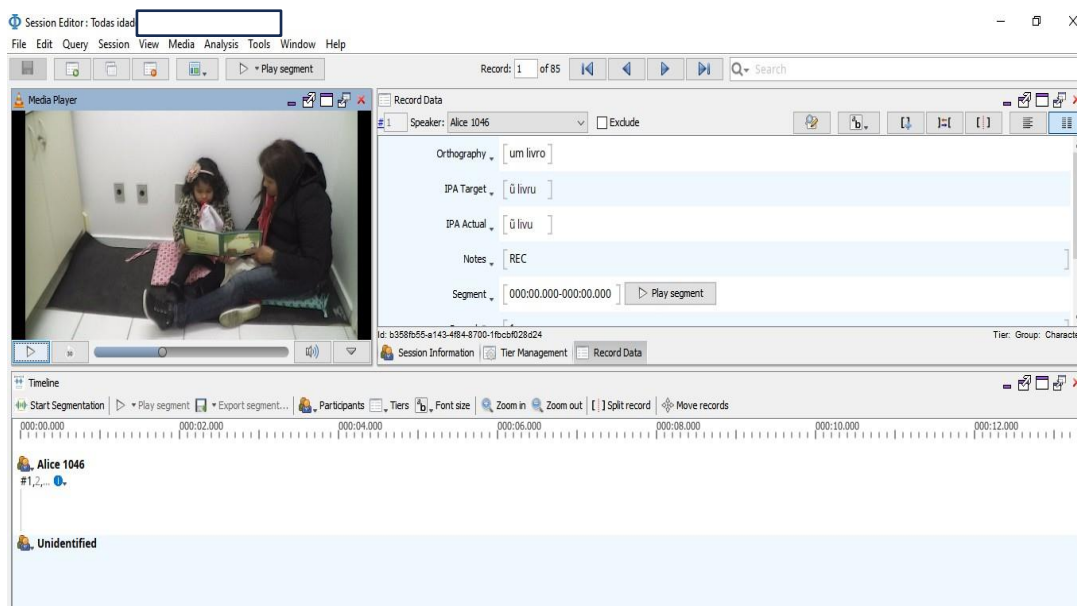 Session Editor : Todas idad
File Edit Query Session View Media Analysis Tools Window Help
Play segment Record: 1 of 85 Search
Media Player
Record Data
#1 Speaker: Alice 1046 Exclude
Orthography [um livro]
IPA Target [ũ livɾu]
IPA Actual [ũ livu]
Notes [REC]
Segment [000:00.000-000:00.000] Play segment
Id: b358fb55-a143-4f84-8700-1fbcbf028d24 Tier: Group: Characte
Session Information Tier Management Record Data
Timeline
Start Segmentation Play segment Export segment... Participants Tiers Font size Zoom in Zoom out Split record Move records
000:00.000 000:02.000 000:04.000 000:06.000 000:08.000 000:10.000 000:12.000
Alice 1046
#1,2,...
Unidentified